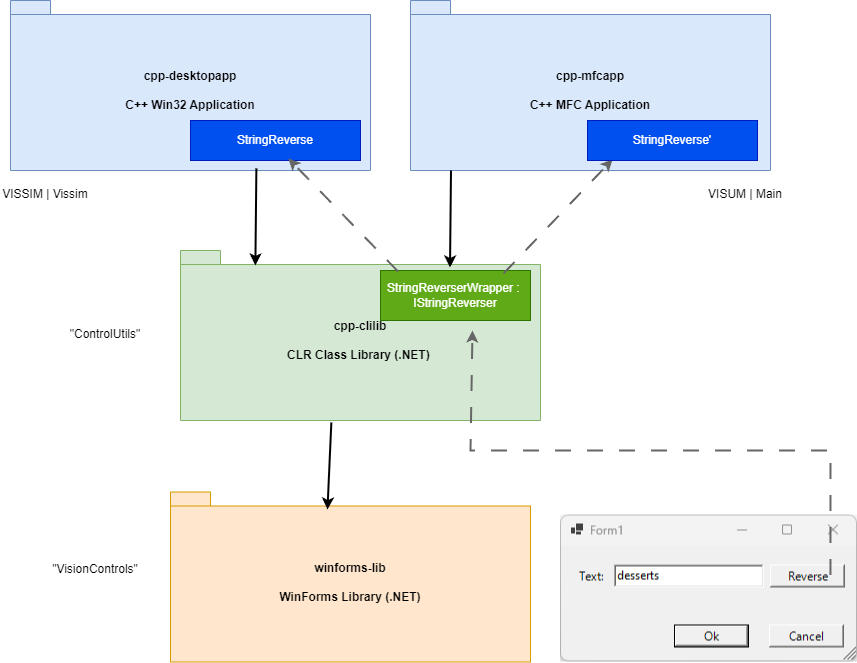 cpp-desktopapp
C++ Win32 Application
StringReverse
cpp-mfcapp
C++ MFC Application
StringReverse'
VISSIM | Vissim
VISUM | Main
StringReverserWrapper :
IStringReverser
"ControlUtils"
cpp-clilib
CLR Class Library (.NET)
"VisionControls"
winforms-lib
WinForms Library (.NET)
Form1
Text:
desserts
Reverse
Ok
Cancel